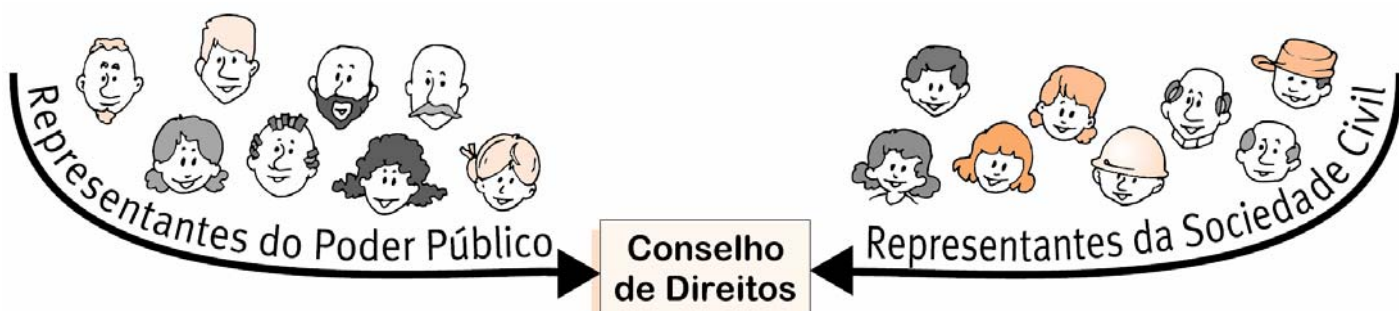 Representantes do Poder Público
Conselho
de Direitos
Representantes da Sociedade Civil